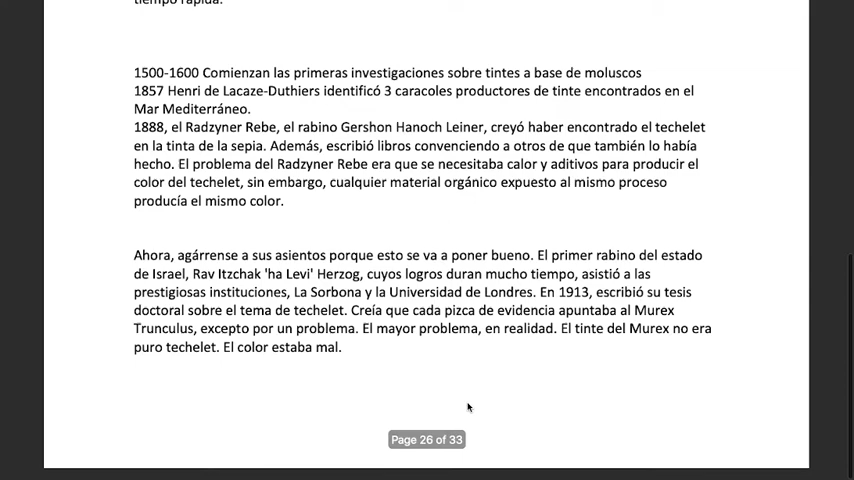 tiempo rápida.
1500-1600 Comienzan las primeras investigaciones sobre tintes a base de moluscos
1857 Henri de Lacaze-Duthiers identificó 3 caracoles productores de tinte encontrados en el
Mar Mediterráneo.
1888, el Radzyner Rebe, el rabino Gershon Hanoch Leiner, creyó haber encontrado el techelet
en la tinta de la sepia. Además, escribió libros convenciendo a otros de que también lo había
hecho. El problema del Radzyner Rebe era que se necesitaba calor y aditivos para producir el
color del techelet, sin embargo, cualquier material orgánico expuesto al mismo proceso
producía el mismo color.
Ahora, agárrense a sus asientos porque esto se va a poner bueno. El primer rabino del estado
de Israel, Rav Itzchak 'ha Levi' Herzog, cuyos logros duran mucho tiempo, asistió a las
prestigiosas instituciones, La Sorbona y la Universidad de Londres. En 1913, escribió su tesis
doctoral sobre el tema de techelet. Creía que cada pizca de evidencia apuntaba al Murex
Trunculus, excepto por un problema. El mayor problema, en realidad. El tinte del Murex no era
puro techelet. El color estaba mal.
Page 26 of 33